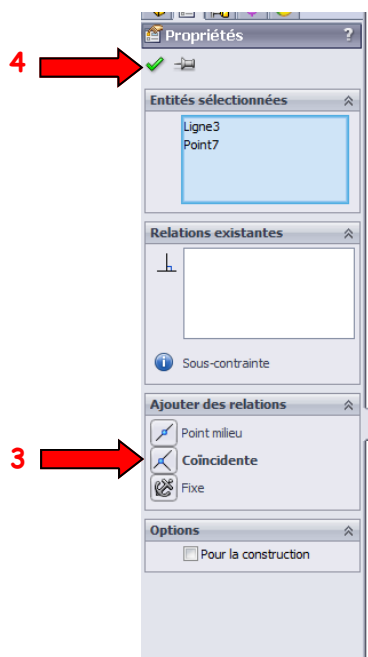 Propriétés ?
4
Entités sélectionnées
Ligne3
Point7
Relations existantes
Sous-contrainte
Ajouter des relations
Point milieu
3
Coïncidente
Fixe
Options
Pour la construction